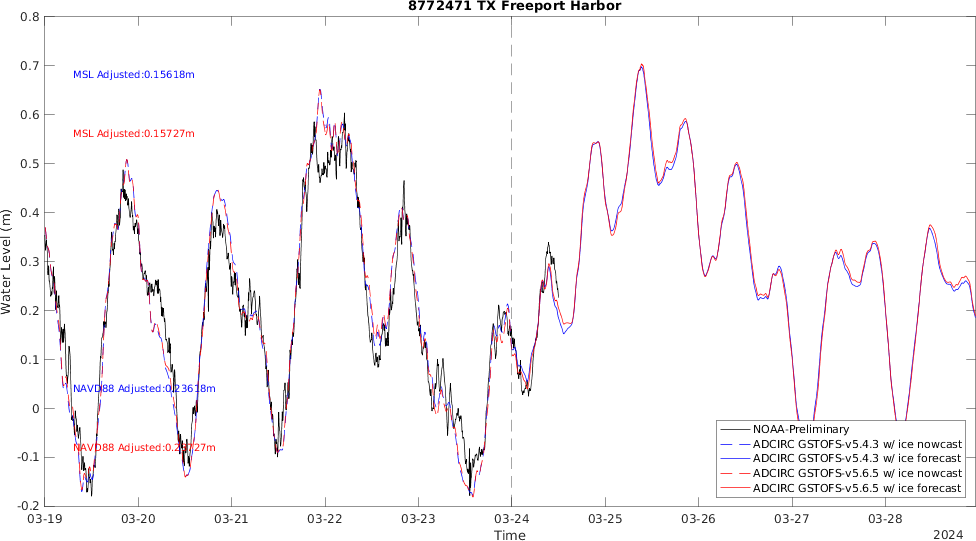 8772471 TX Freeport Harbor
Water Level (m)
0.8
0.7
0.6
0.5
0.4
0.3
0.2
0.1
0
-0.1
-0.2
MSL Adjusted:0.15618m
MSL Adjusted:0.15727m
NAVD88 Adjusted:0.23618m
NAVD88 Adjusted:
NOAA-Preliminary
ADCIRC GSTOFS-v5.4.3 w/ ice nowcast
ADCIRC GSTOFS-v5.4.3 w/ ice forecast
ADCIRC GSTOFS-v5.6.5 w/ ice nowcast
ADCIRC GSTOFS-v5.6.5 w/ ice forecast
03-19 03-20 03-21 03-22 03-23 03-24 03-25 03-26 03-27 03-28
Time
2024